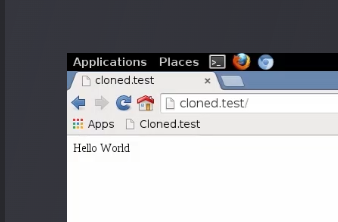 Applications Places
cloned.test ×
cloned.test/
Apps Cloned.test
Hello World